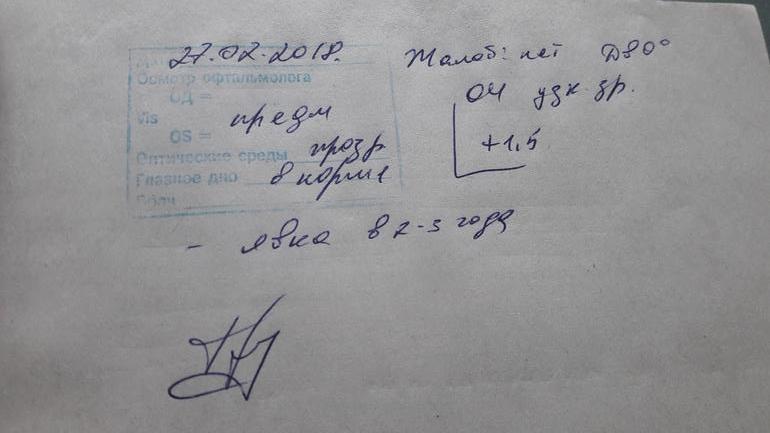 27.02.2018. Жалоб: нет D=0°
Осмотр офтальмолога
ОД =
Vis предм
OS =
ОИ узк. зр.
+1,5
Оптические среды прозр
Глазное дно в норме
- явка в 2-3 года